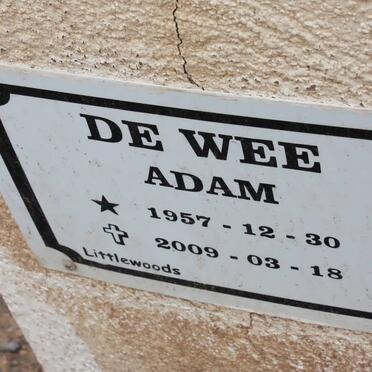 DE WEE
ADAM
1957 - 12 - 30
2009 - 03 - 18
Littlewoods